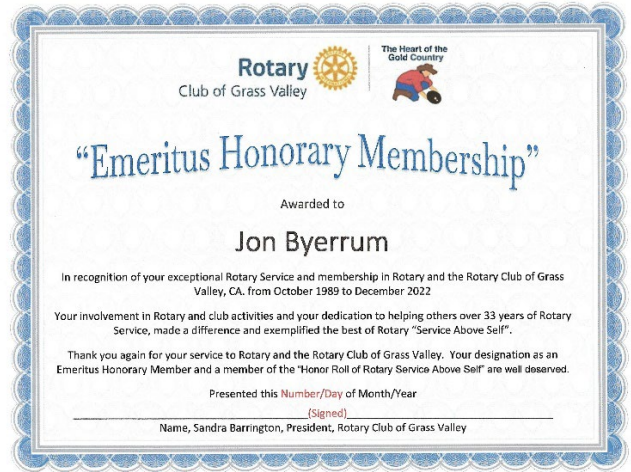 Rotary
Club of Grass Valley
The Heart of the
Gold Country
“Emeritus Honorary Membership”
Awarded to
Jon Byerrum
In recognition of your exceptional Rotary Service and membership in Rotary and the Rotary Club of Grass
Valley, CA. from October 1989 to December 2022
Your involvement in Rotary and club activities and your dedication to helping others over 33 years of Rotary
Service, made a difference and exemplified the best of Rotary “Service Above Self”.
Thank you again for your service to Rotary and the Rotary Club of Grass Valley. Your designation as an
Emeritus Honorary Member and a member of the “Honor Roll of Rotary Service Above Self” are well deserved.
Presented this Number/Day of Month/Year
(Signed)
Name, Sandra Barrington, President, Rotary Club of Grass Valley